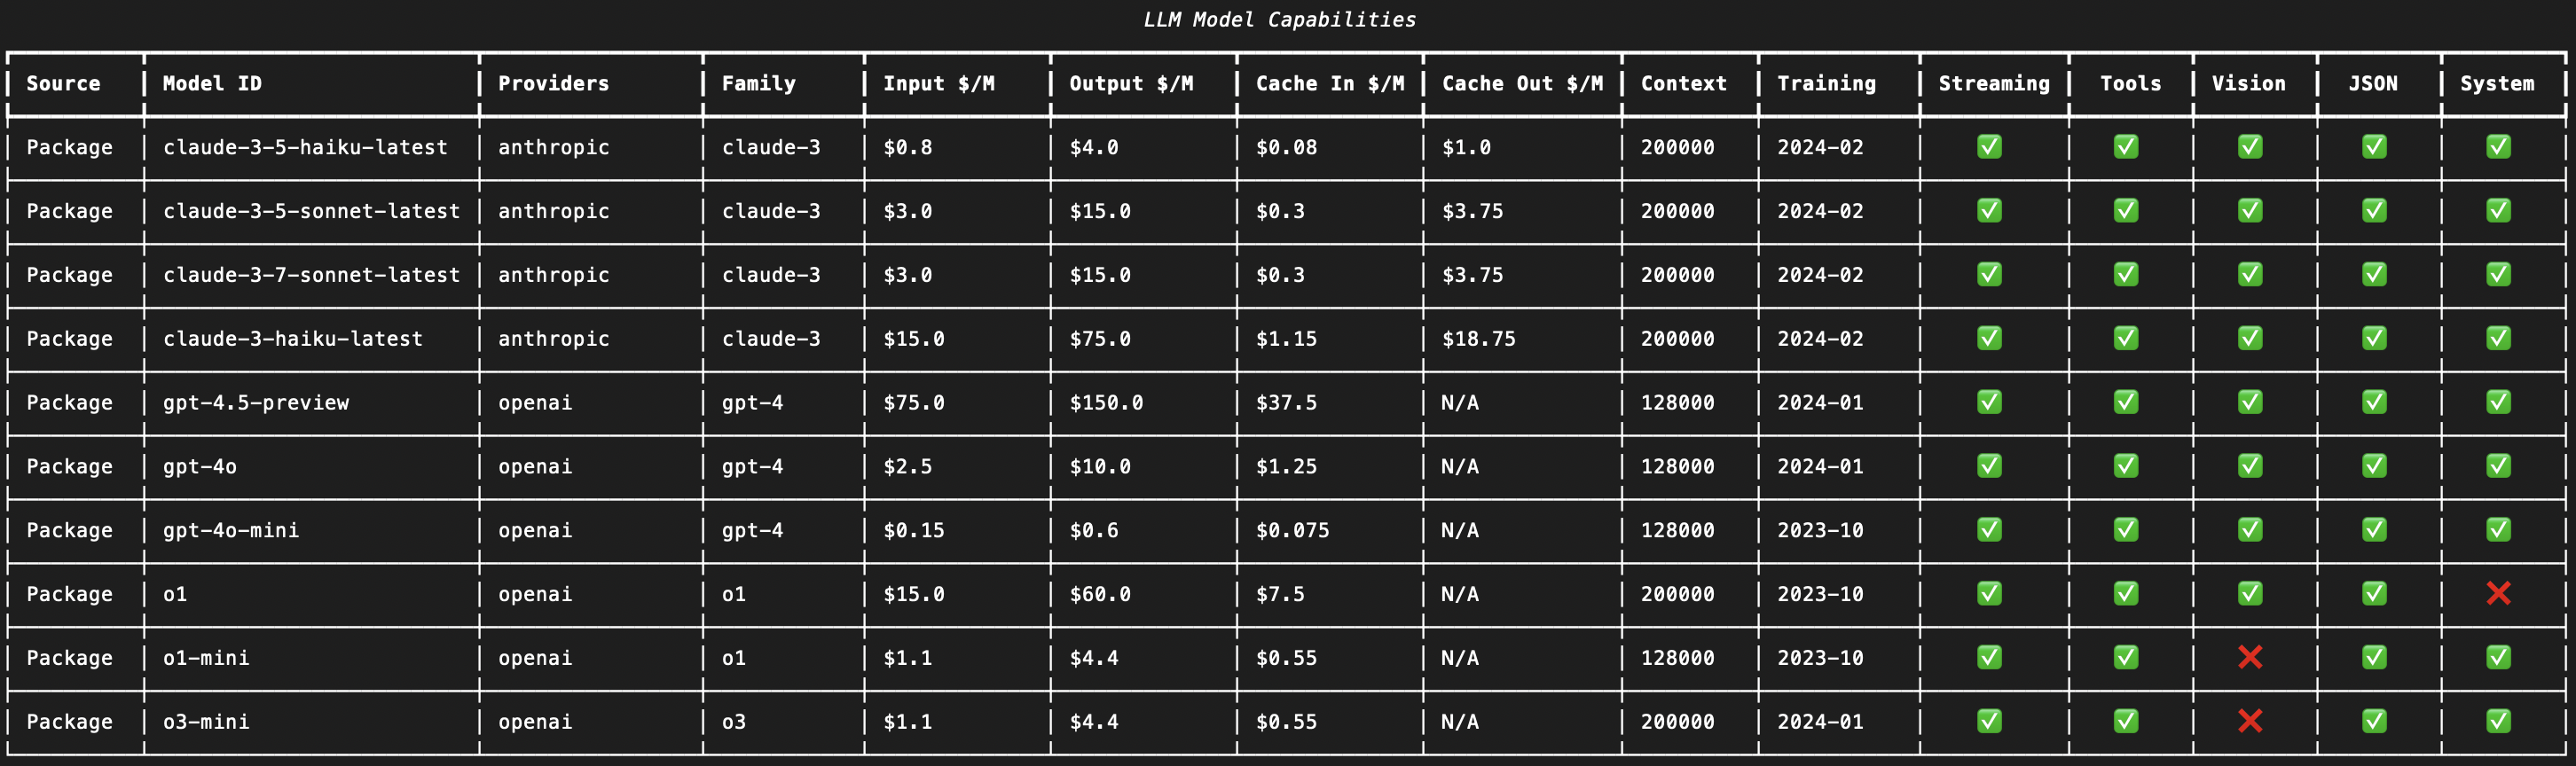 LLM Model Capabilities
Source Model ID Providers Family Input $/M Output $/M Cache In $/M Cache Out $/M Context Training Streaming Tools Vision JSON System
Package claude-3-5-haiku-latest anthropic claude-3 $0.8 $4.0 $0.08 $1.0 200000 2024-02 ✅ ✅ ✅ ✅ ✅
Package claude-3-5-sonnet-latest anthropic claude-3 $3.0 $15.0 $0.3 $3.75 200000 2024-02 ✅ ✅ ✅ ✅ ✅
Package claude-3-7-sonnet-latest anthropic claude-3 $3.0 $15.0 $0.3 $3.75 200000 2024-02 ✅ ✅ ✅ ✅ ✅
Package claude-3-haiku-latest anthropic claude-3 $15.0 $75.0 $1.15 $18.75 200000 2024-02 ✅ ✅ ✅ ✅ ✅
Package gpt-4.5-preview openai gpt-4 $75.0 $150.0 $37.5 N/A 128000 2024-01 ✅ ✅ ✅ ✅ ✅
Package gpt-4o openai gpt-4 $2.5 $10.0 $1.25 N/A 128000 2024-01 ✅ ✅ ✅ ✅ ✅
Package gpt-4o-mini openai gpt-4 $0.15 $0.6 $0.075 N/A 128000 2023-10 ✅ ✅ ✅ ✅ ✅
Package o1 openai o1 $15.0 $60.0 $7.5 N/A 200000 2023-10 ✅ ✅ ✅ ✅ ❌
Package o1-mini openai o1 $1.1 $4.4 $0.55 N/A 128000 2023-10 ✅ ✅ ❌ ✅ ✅
Package o3-mini openai o3 $1.1 $4.4 $0.55 N/A 200000 2024-01 ✅ ✅ ❌ ✅ ✅